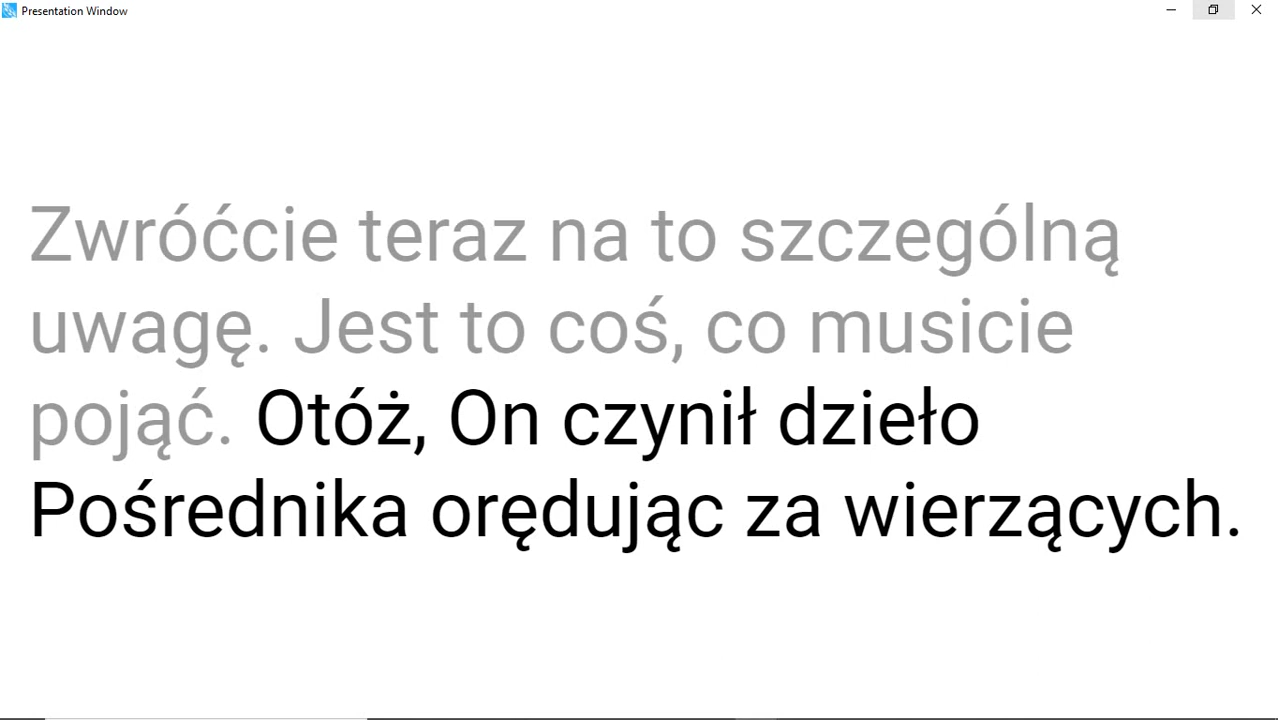 Presentation Window
Zwróćcie teraz na to szczególną
uwagę. Jest to coś, co musicie
pojąć. Otóż, On czynił dzieło
Pośrednika orędując za wierzących.